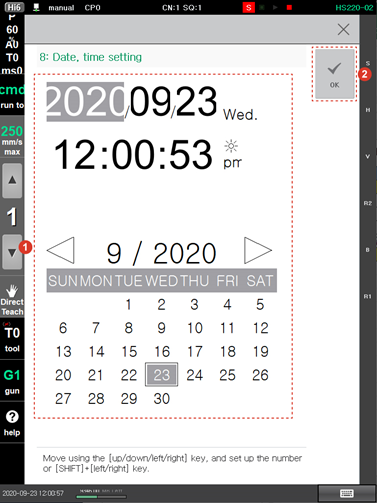 Hi6 manual CP0 CN:1 SQ:1 S HS220-02
P
60
%
Au
T0
ms0
cmd
run to
250
mm/s
max
1
Direct
Teach
T0
tool
G1
gun
?
help
8: Date, time setting
OK
2
2020/09/23 Wed.
12:00:53 pm
1
9 / 2020
SUN MON TUE WED THU FRI SAT
1 2 3 4 5
6 7 8 9 10 11 12
13 14 15 16 17 18 19
20 21 22 23 24 25 26
27 28 29 30
Move using the [up/down/left/right] key, and set up the number
or [SHIFT]+[left/right] key.
S
H
V
R2
B
R1
2020-09-23 12:00:57